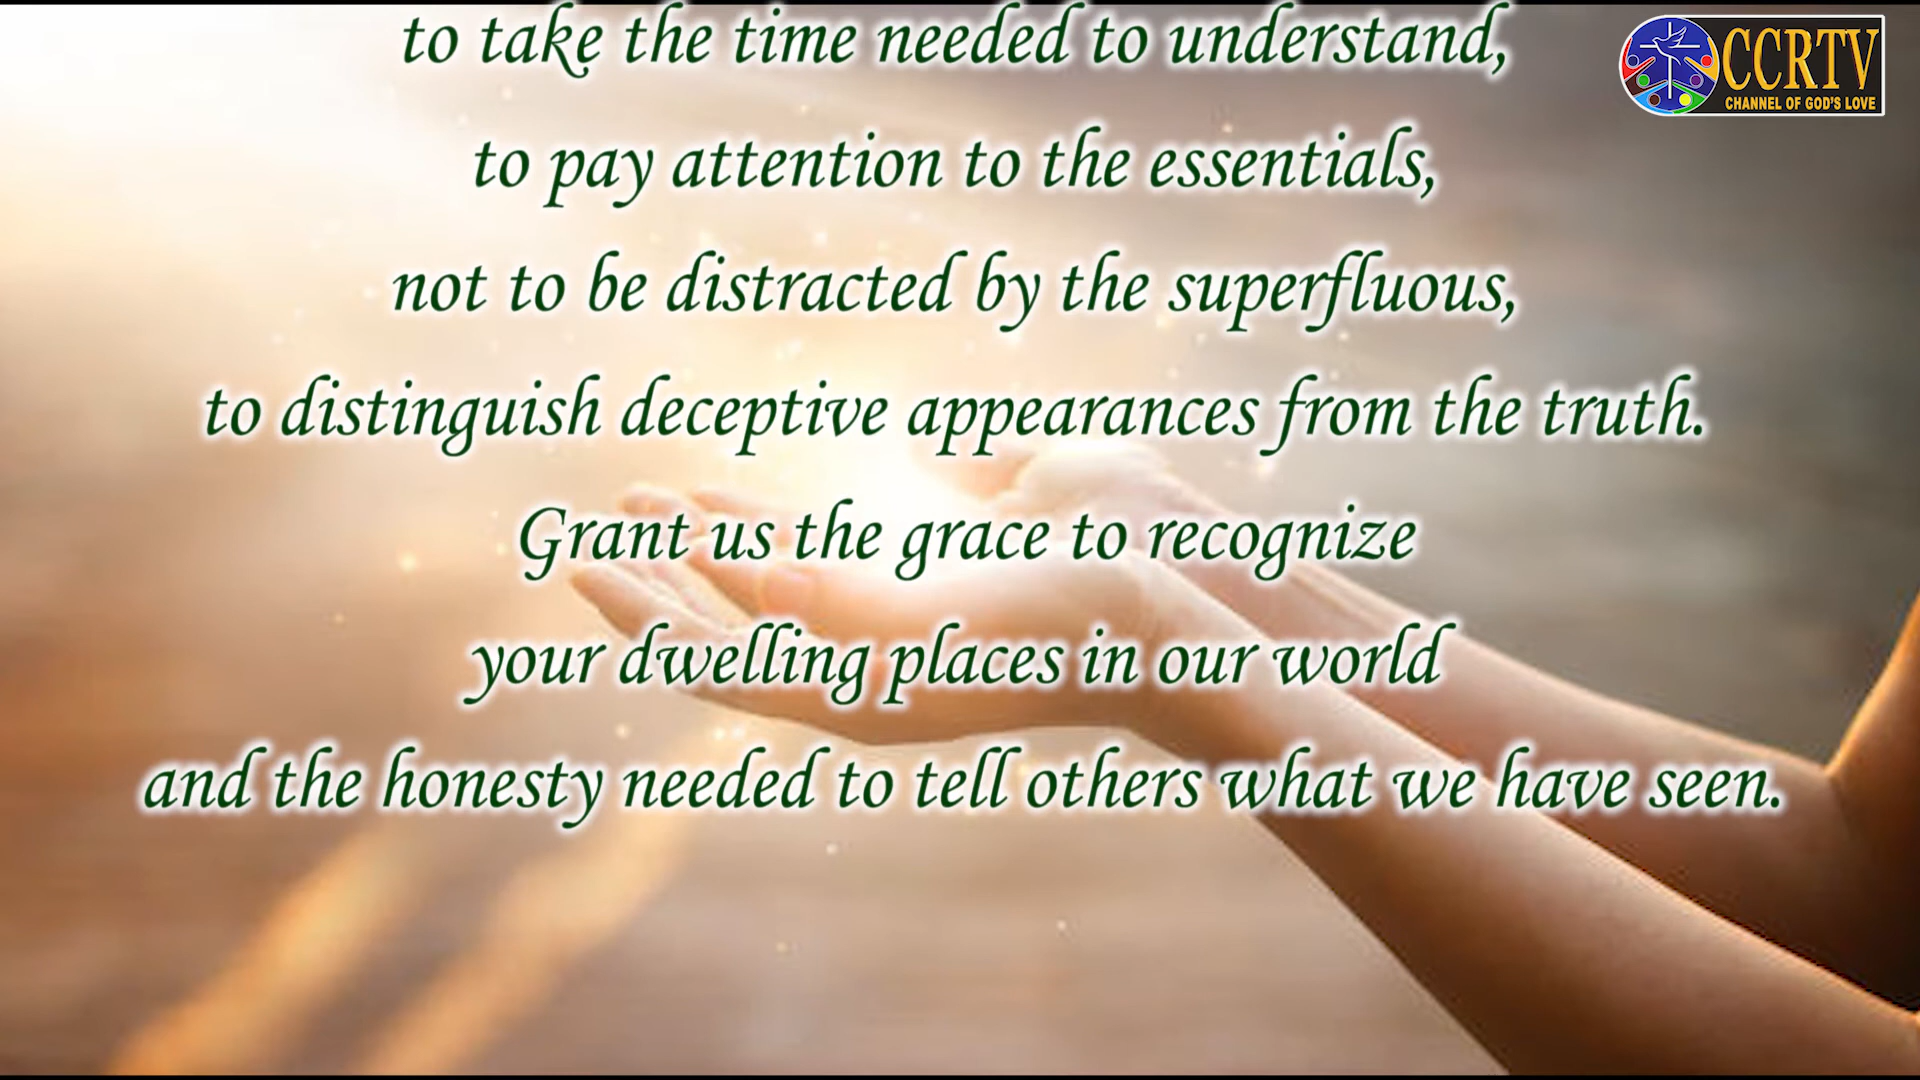 to take the time needed to understand,
CCRTV
CHANNEL OF GOD'S LOVE
to pay attention to the essentials,
not to be distracted by the superfluous,
to distinguish deceptive appearances from the truth.
Grant us the grace to recognize
your dwelling places in our world
and the honesty needed to tell others what we have seen.